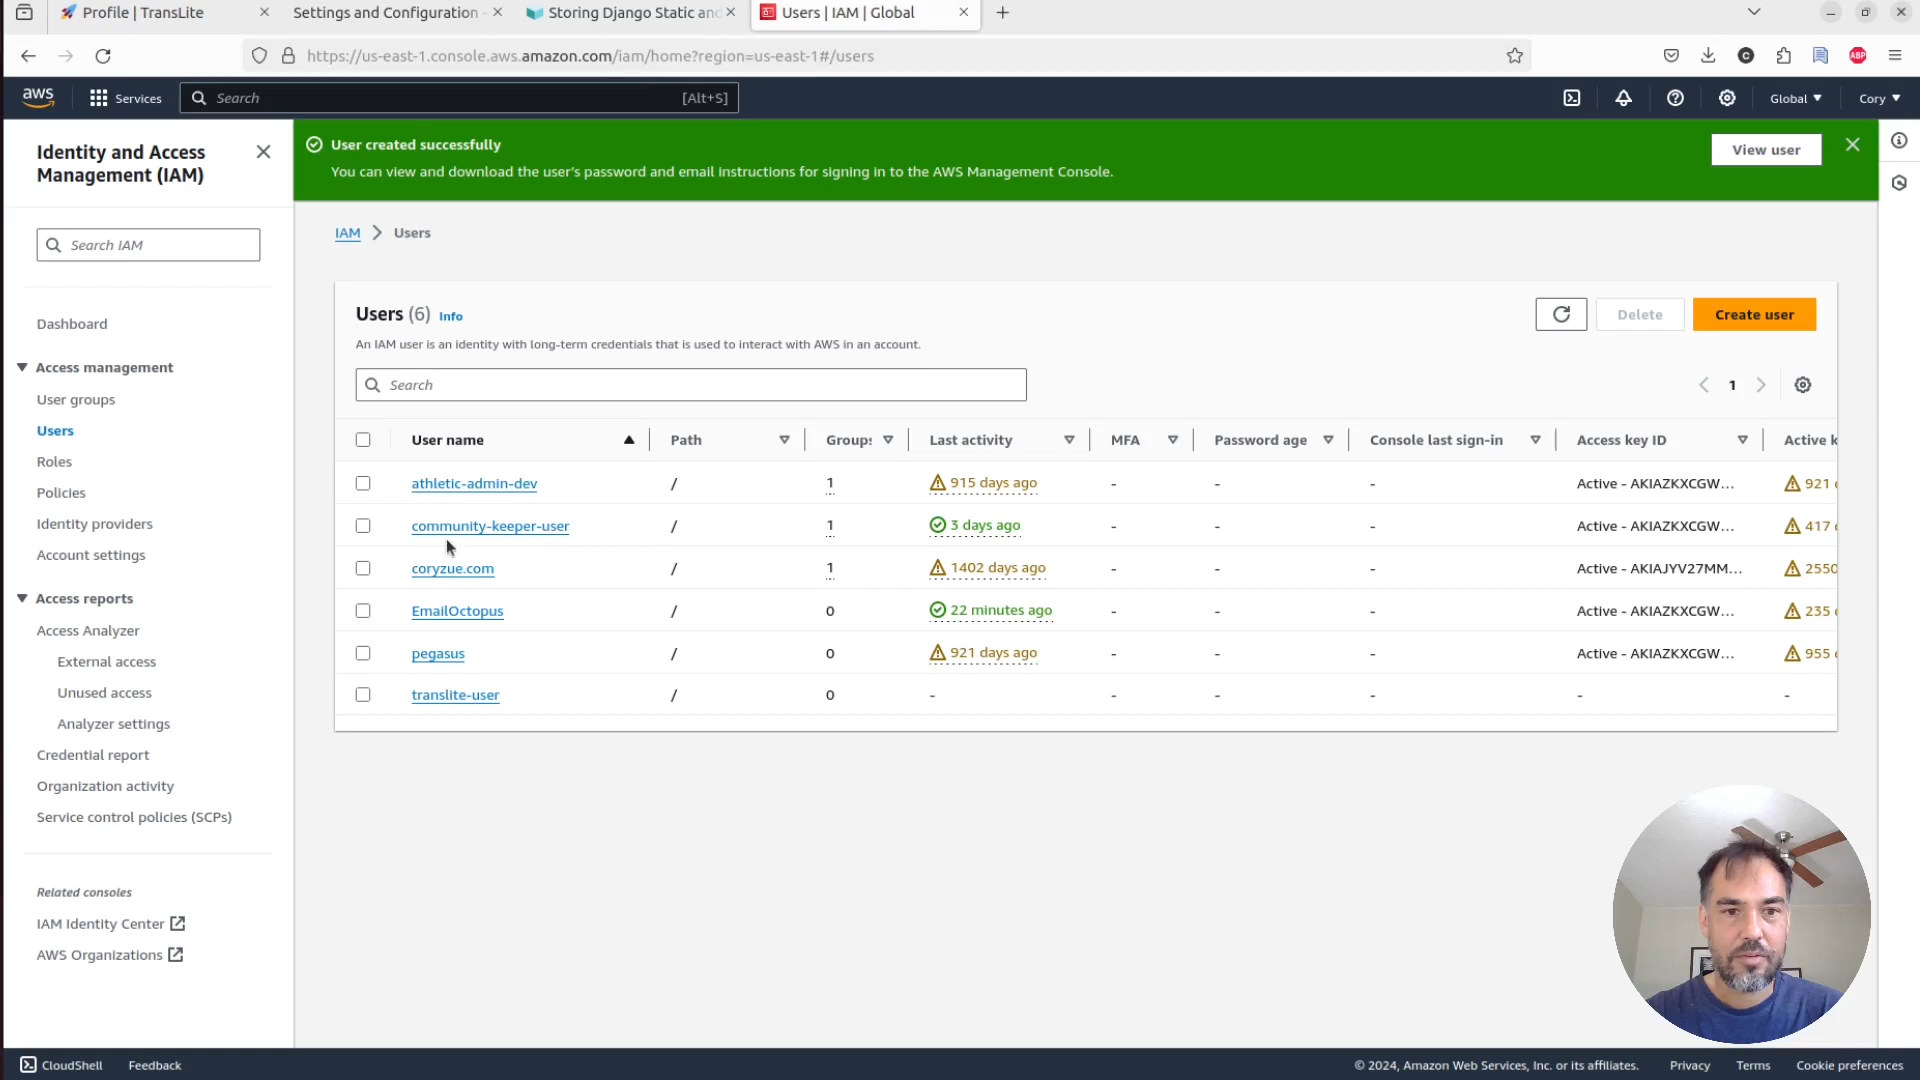 Profile | TransLite
Settings and Configuration -
Storing Django Static and
Users | IAM | Global
https://us-east-1.console.aws.amazon.com/iam/home?region=us-east-1#/users
ABP
aws
Services
Search
[Alt+S]
Global
Cory
Identity and Access
Management (IAM)
User created successfully
You can view and download the user's password and email instructions for signing in to the AWS Management Console.
View user
Search IAM
IAM > Users
Users (6) Info
Delete
Create user
An IAM user is an identity with long-term credentials that is used to interact with AWS in an account.
Search
1
Dashboard
Access management
User groups
Users
Roles
Policies
Identity providers
Account settings
Access reports
Access Analyzer
External access
Unused access
Analyzer settings
Credential report
Organization activity
Service control policies (SCPs)
Related consoles
IAM Identity Center
AWS Organizations
User name Path Groups Last activity MFA Password age Console last sign-in Access key ID Active k
athletic-admin-dev / 1 915 days ago - - - Active - AKIAZKXCGW... 921
community-keeper-user / 1 3 days ago - - - Active - AKIAZKXCGW... 417
coryzue.com / 1 1402 days ago - - - Active - AKIAJYV27MM... 2550
EmailOctopus / 0 22 minutes ago - - - Active - AKIAZKXCGW... 235
pegasus / 0 921 days ago - - - Active - AKIAZKXCGW... 955
translite-user / 0 - - - - - -
CloudShell
Feedback
© 2024, Amazon Web Services, Inc. or its affiliates.
Privacy
Terms
Cookie preferences